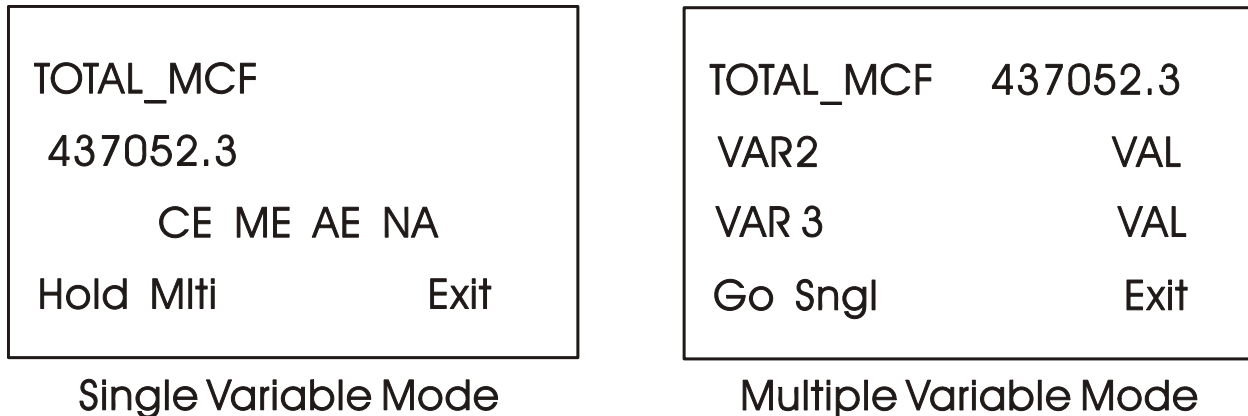 TOTAL_MCF
437052.3
CE ME AE NA
Hold Mlti Exit
Single Variable Mode
TOTAL_MCF 437052.3
VAR2 VAL
VAR 3 VAL
Go Sngl Exit
Multiple Variable Mode